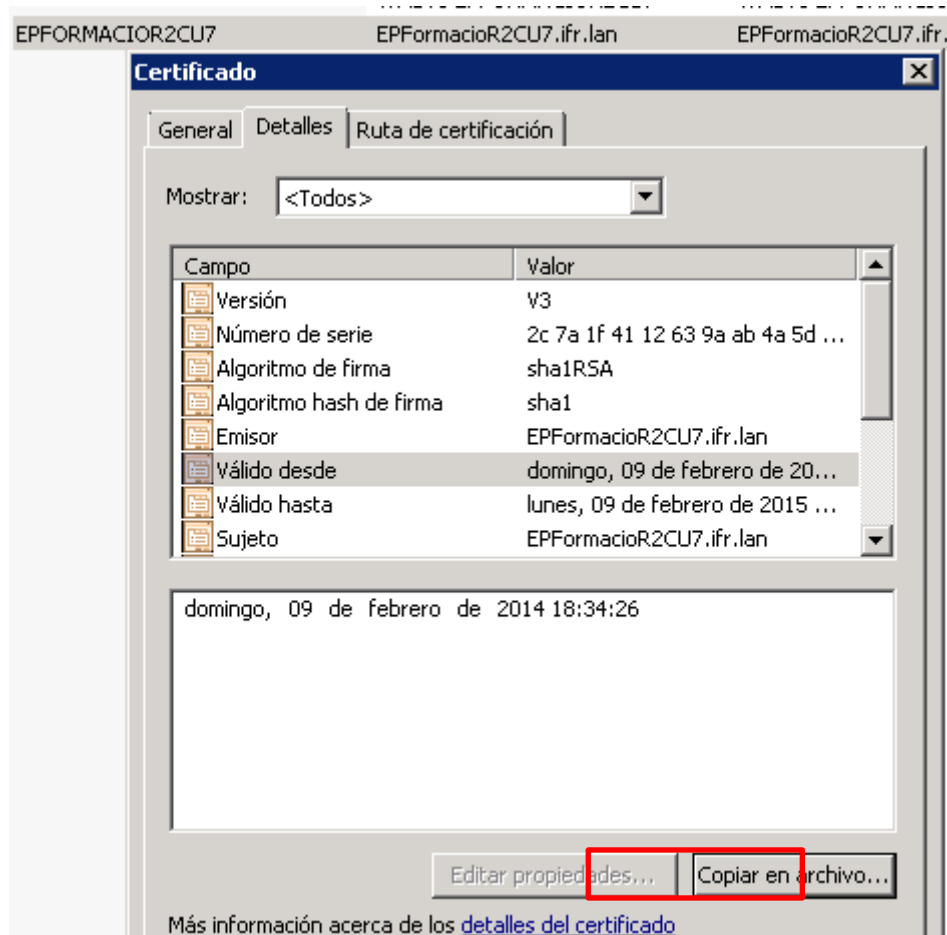 EPFORMACIOR2CU7 EPFormacioR2CU7.ifr.lan EPFormacioR2CU7.ifr.
Certificado
General Detalles Ruta de certificación
Mostrar: <Todos>
Campo Valor
Versión V3
Número de serie 2c 7a 1f 41 12 63 9a ab 4a 5d ...
Algoritmo de firma sha1RSA
Algoritmo hash de firma sha1
Emisor EPFormacioR2CU7.ifr.lan
Válido desde domingo, 09 de febrero de 20...
Válido hasta lunes, 09 de febrero de 2015 ...
Sujeto EPFormacioR2CU7.ifr.lan
domingo, 09 de febrero de 2014 18:34:26
Editar propiedades... Copiar en archivo...
Más información acerca de los detalles del certificado